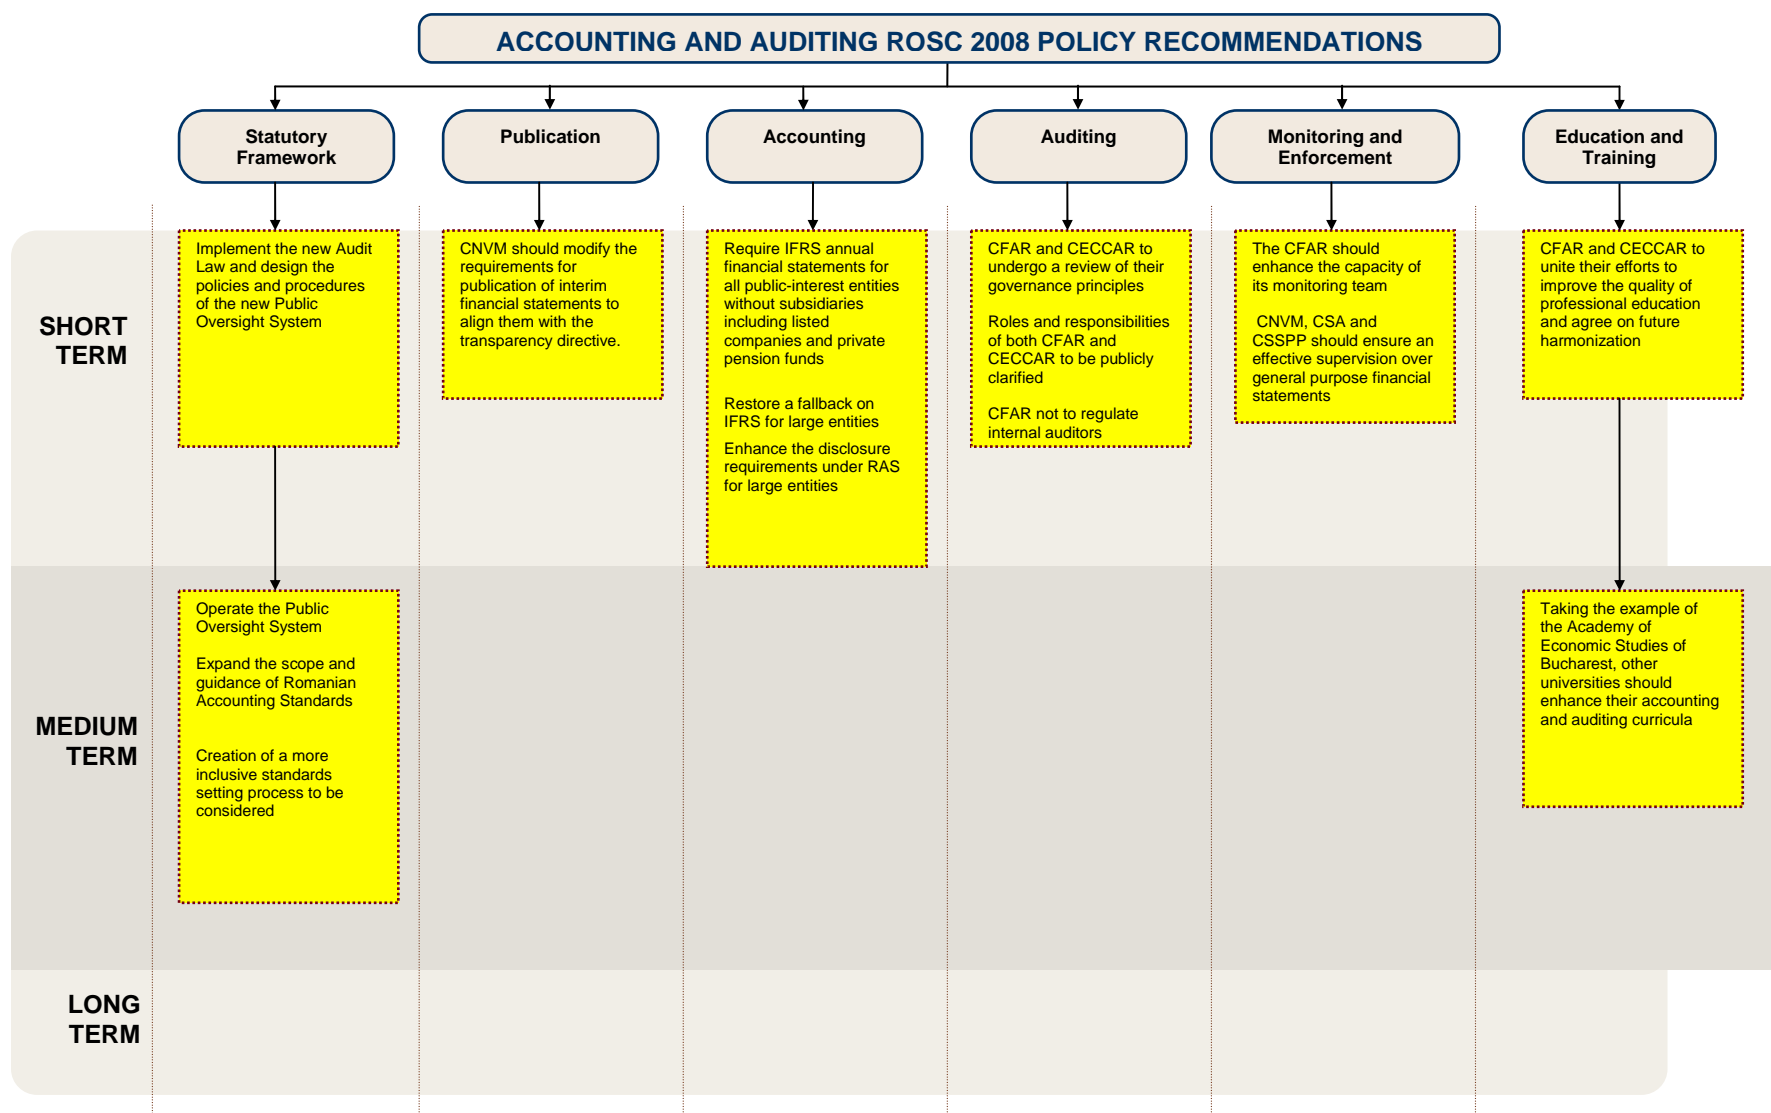 ACCOUNTING AND AUDITING ROSC 2008 POLICY RECOMMENDATIONS
Statutory
Framework
Publication
Accounting
Auditing
Monitoring and
Enforcement
Education and
Training
SHORT
TERM
Implement the new Audit
Law and design the
policies and procedures
of the new Public
Oversight System
CNVM should modify the
requirements for
publication of interim
financial statements to
align them with the
transparency directive.
Require IFRS annual
financial statements for
all public-interest entities
without subsidiaries
including listed
companies and private
pension funds
Restore a fallback on
IFRS for large entities
Enhance the disclosure
requirements under RAS
for large entities
CFAR and CECCAR to
undergo a review of their
governance principles
Roles and responsibilities
of both CFAR and
CECCAR to be publicly
clarified
CFAR not to regulate
internal auditors
The CFAR should
enhance the capacity of
its monitoring team
CNVM, CSA and
CSSPP should ensure an
effective supervision over
general purpose financial
statements
CFAR and CECCAR to
unite their efforts to
improve the quality of
professional education
and agree on future
harmonization
MEDIUM
TERM
Operate the Public
Oversight System
Expand the scope and
guidance of Romanian
Accounting Standards
Creation of a more
inclusive standards
setting process to be
considered
Taking the example of
the Academy of
Economic Studies of
Bucharest, other
universities should
enhance their accounting
and auditing curricula
LONG
TERM